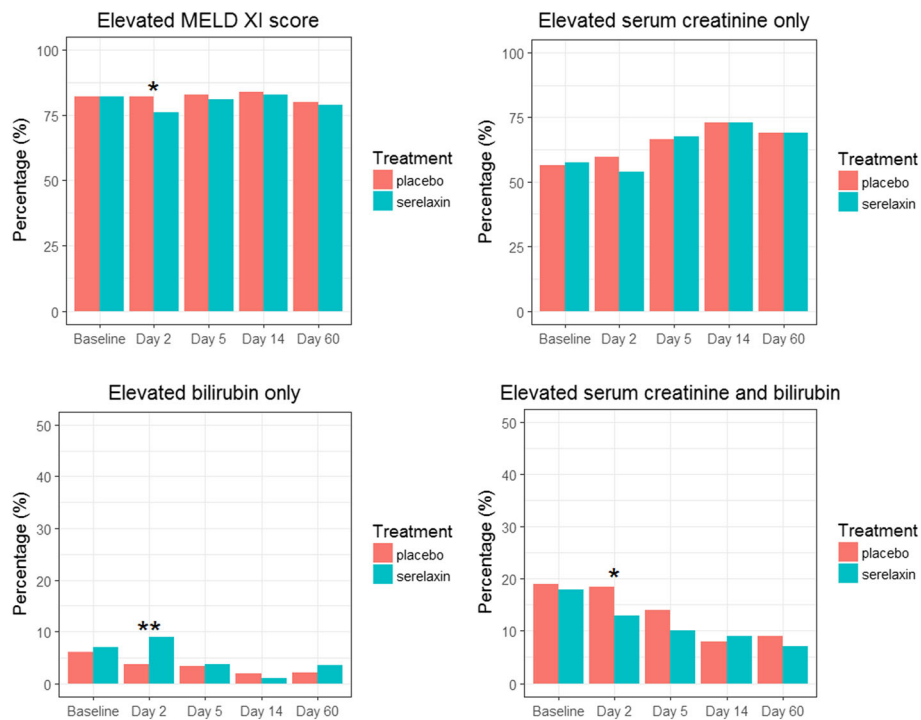 Elevated MELD XI score
Percentage (%)
100
75
50
25
0
*
Baseline Day 2 Day 5 Day 14 Day 60
Treatment
placebo
serelaxin
Elevated serum creatinine only
Percentage (%)
100
75
50
25
0
Baseline Day 2 Day 5 Day 14 Day 60
Treatment
placebo
serelaxin
Elevated bilirubin only
Percentage (%)
50
40
30
20
10
0
**
Baseline Day 2 Day 5 Day 14 Day 60
Treatment
placebo
serelaxin
Elevated serum creatinine and bilirubin
Percentage (%)
50
40
30
20
10
0
*
Baseline Day 2 Day 5 Day 14 Day 60
Treatment
placebo
serelaxin